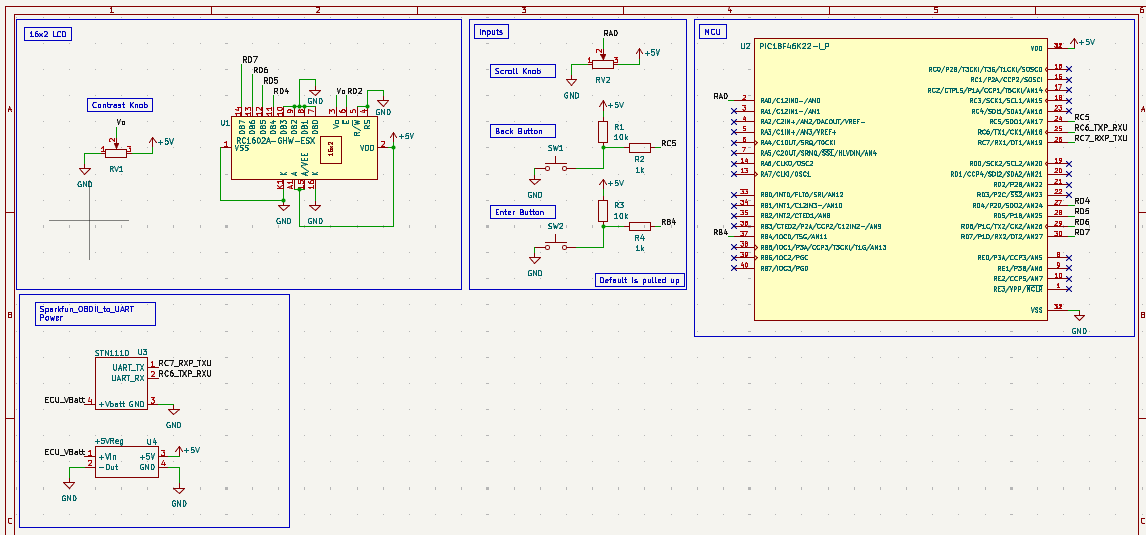 1 2 3 4 5 6
A
B
C
16x2 LCD
Contrast Knob
Vo
2
1 3
+5V
RV1
GND
RD7
RD6
RD5
RD4
GND
Vo RD2
GND
U1
14 13 12 11 10 9 8 7 3 6 5 4
DB7 DB6 DB5 DB4 DB3 DB2 DB1 DB0 Vo E R/W RS
RC1602A-GHW-ESX
16x2
1 VSS
VDD 2
+5V
K A/VEE K
GND GND
Inputs
Scroll Knob
RA0
2
1 3
+5V
RV2
GND
Back Button
+5V
R1
10k
RC5
R2
1k
SW1
GND
Enter Button
+5V
R3
10k
RB4
R4
1k
SW2
GND
Default is pulled up
MCU
U2 PIC18F46K22-I_P
VDD
+5V
RA0 2 RA0/C12IN0-/AN0
3 RA1/C12IN1-/AN1
4 RA2/C2IN+/AN2/DACOUT/VREF-
5 RA3/C1IN+/AN3/VREF+
6 RA4/C1OUT/SRQ/T0CKI
7 RA5/C2OUT/SRNQ/SS1/HLVDIN/AN4
14 RA6/CLKO/OSC2
13 RA7/CLKI/OSC1
33 RB0/INT0/FLT0/SRI/AN12
34 RB1/INT1/C12IN3-/AN10
35 RB2/INT2/CTED1/AN8
36 RB3/CTED2/P2A/CCP2/C12IN2-/AN9
RB4 37 RB4/IOC0/T5G/AN11
38 RB5/IOC1/P3A/CCP3/T3CKI/T1G/AN13
39 RB6/IOC2/PGC
40 RB7/IOC3/PGD
RC0/P2B/T3CKI/T3G/T1CKI/SOSCO 15
RC1/P2A/CCP2/SOSCI 16
RC2/CTPLS/P1A/CCP1/T5CKI/AN14 17
RC3/SCK1/SCL1/AN15 18
RC4/SDI1/SDA1/AN16 23
RC5/SDO1/AN17 24 RC5
RC6/TX1/CK1/AN18 25 RC6_TXP_RXU
RC7/RX1/DT1/AN19 26 RC7_RXP_TXU
RD0/SCK2/SCL2/AN20 19
RD1/CCP4/SDI2/SDA2/AN21 20
RD2/P2B/AN22 21
RD3/P2C/SS2/AN23 22
RD4/P2D/SDO2/AN24 27 RD4
RD5/P1B/AN25 28 RD5
RD6/P1C/TX2/CK2/AN26 29 RD6
RD7/P1D/RX2/DT2/AN27 30 RD7
RE0/P3A/CCP3/AN5 8
RE1/P3B/AN6 9
RE2/CCP5/AN7 10
RE3/VPP/MCLR 1
VSS
GND
Sparkfun_OBDII_to_UART
Power
STN1110 U3
UART_TX 1 RC7_RXP_TXU
UART_RX 2 RC6_TXP_RXU
ECU_VBatt 4 +Vbatt GND 3
GND
+5VReg U4
ECU_VBatt 1 +Vin +5V 3 +5V
2 -Out GND 4
GND GND